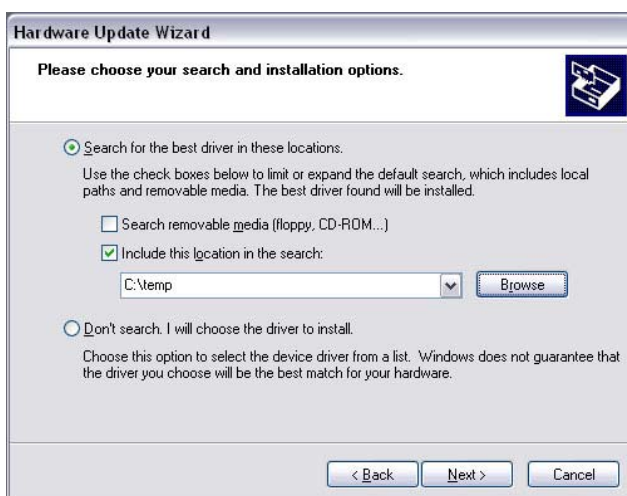 Hardware Update Wizard
Please choose your search and installation options.
Search for the best driver in these locations.
Use the check boxes below to limit or expand the default search, which includes local
paths and removable media. The best driver found will be installed.
Search removable media (floppy, CD-ROM...)
Include this location in the search:
C:\temp
Browse
Don't search. I will choose the driver to install.
Choose this option to select the device driver from a list. Windows does not guarantee that
the driver you choose will be the best match for your hardware.
< Back Next > Cancel